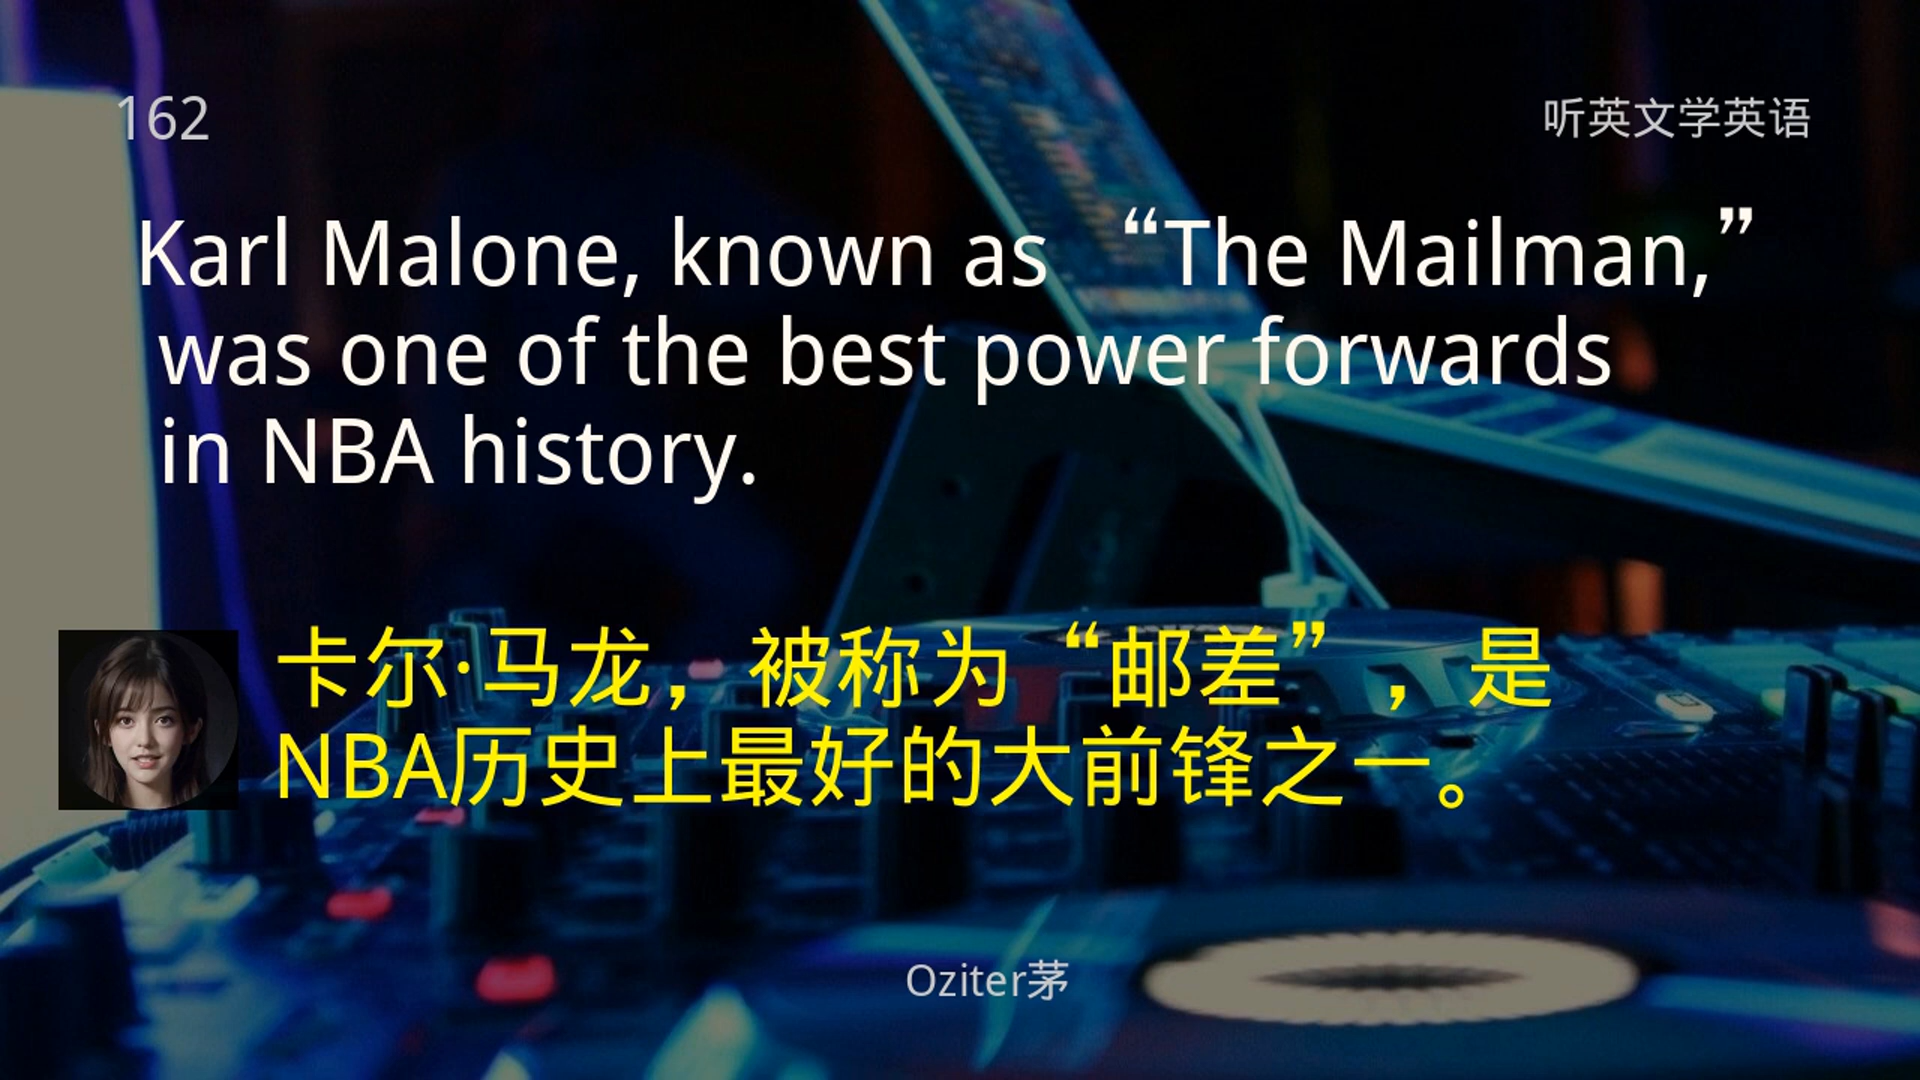 162
听英文学英语
Karl Malone, known as “The Mailman,”
was one of the best power forwards
in NBA history.
卡尔·马龙，被称为“邮差”，是
NBA历史上最好的大前锋之一。
Oziter茅